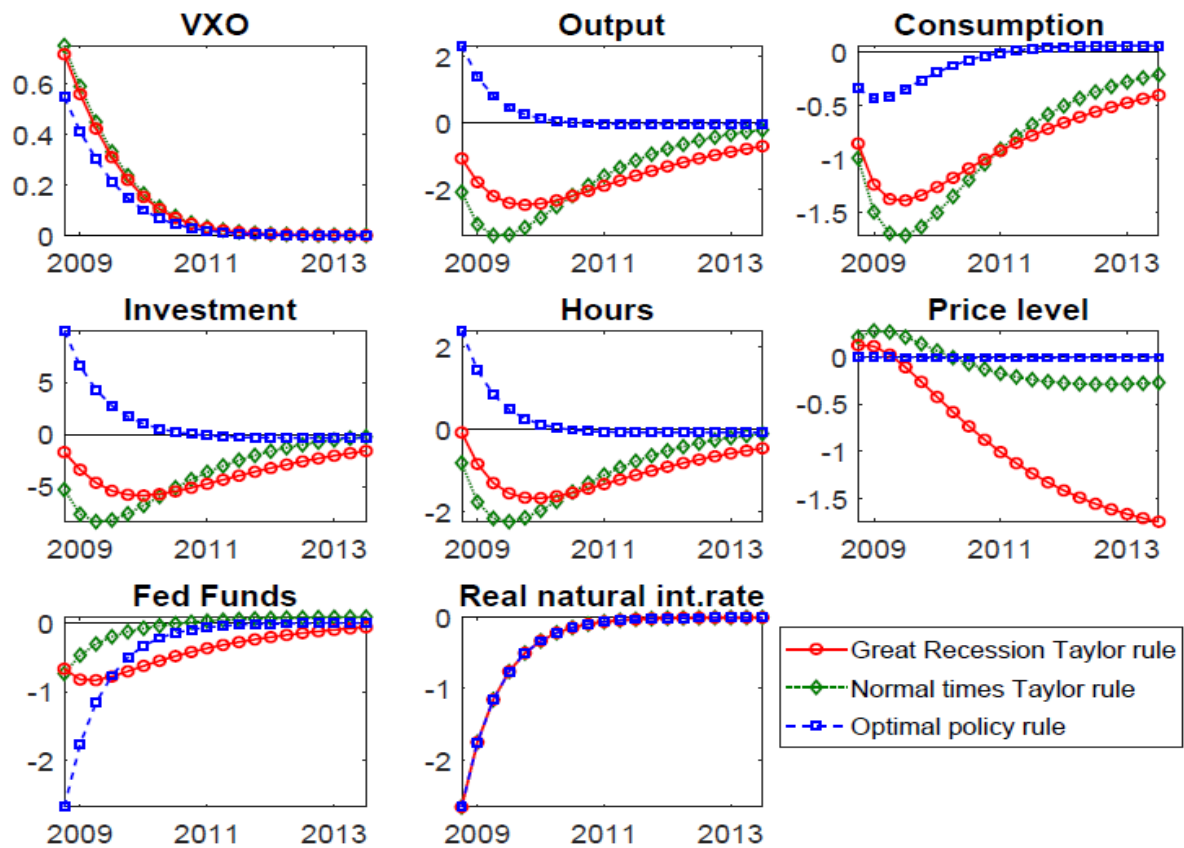 VXO
0.6
0.4
0.2
0
2009 2011 2013
Output
2
0
-2
2009 2011 2013
Consumption
0
-0.5
-1
-1.5
2009 2011 2013
Investment
5
0
-5
2009 2011 2013
Hours
2
0
-2
2009 2011 2013
Price level
0
-0.5
-1
-1.5
2009 2011 2013
Fed Funds
0
-1
-2
2009 2011 2013
Real natural int.rate
0
-1
-2
2009 2011 2013
Great Recession Taylor rule
Normal times Taylor rule
Optimal policy rule